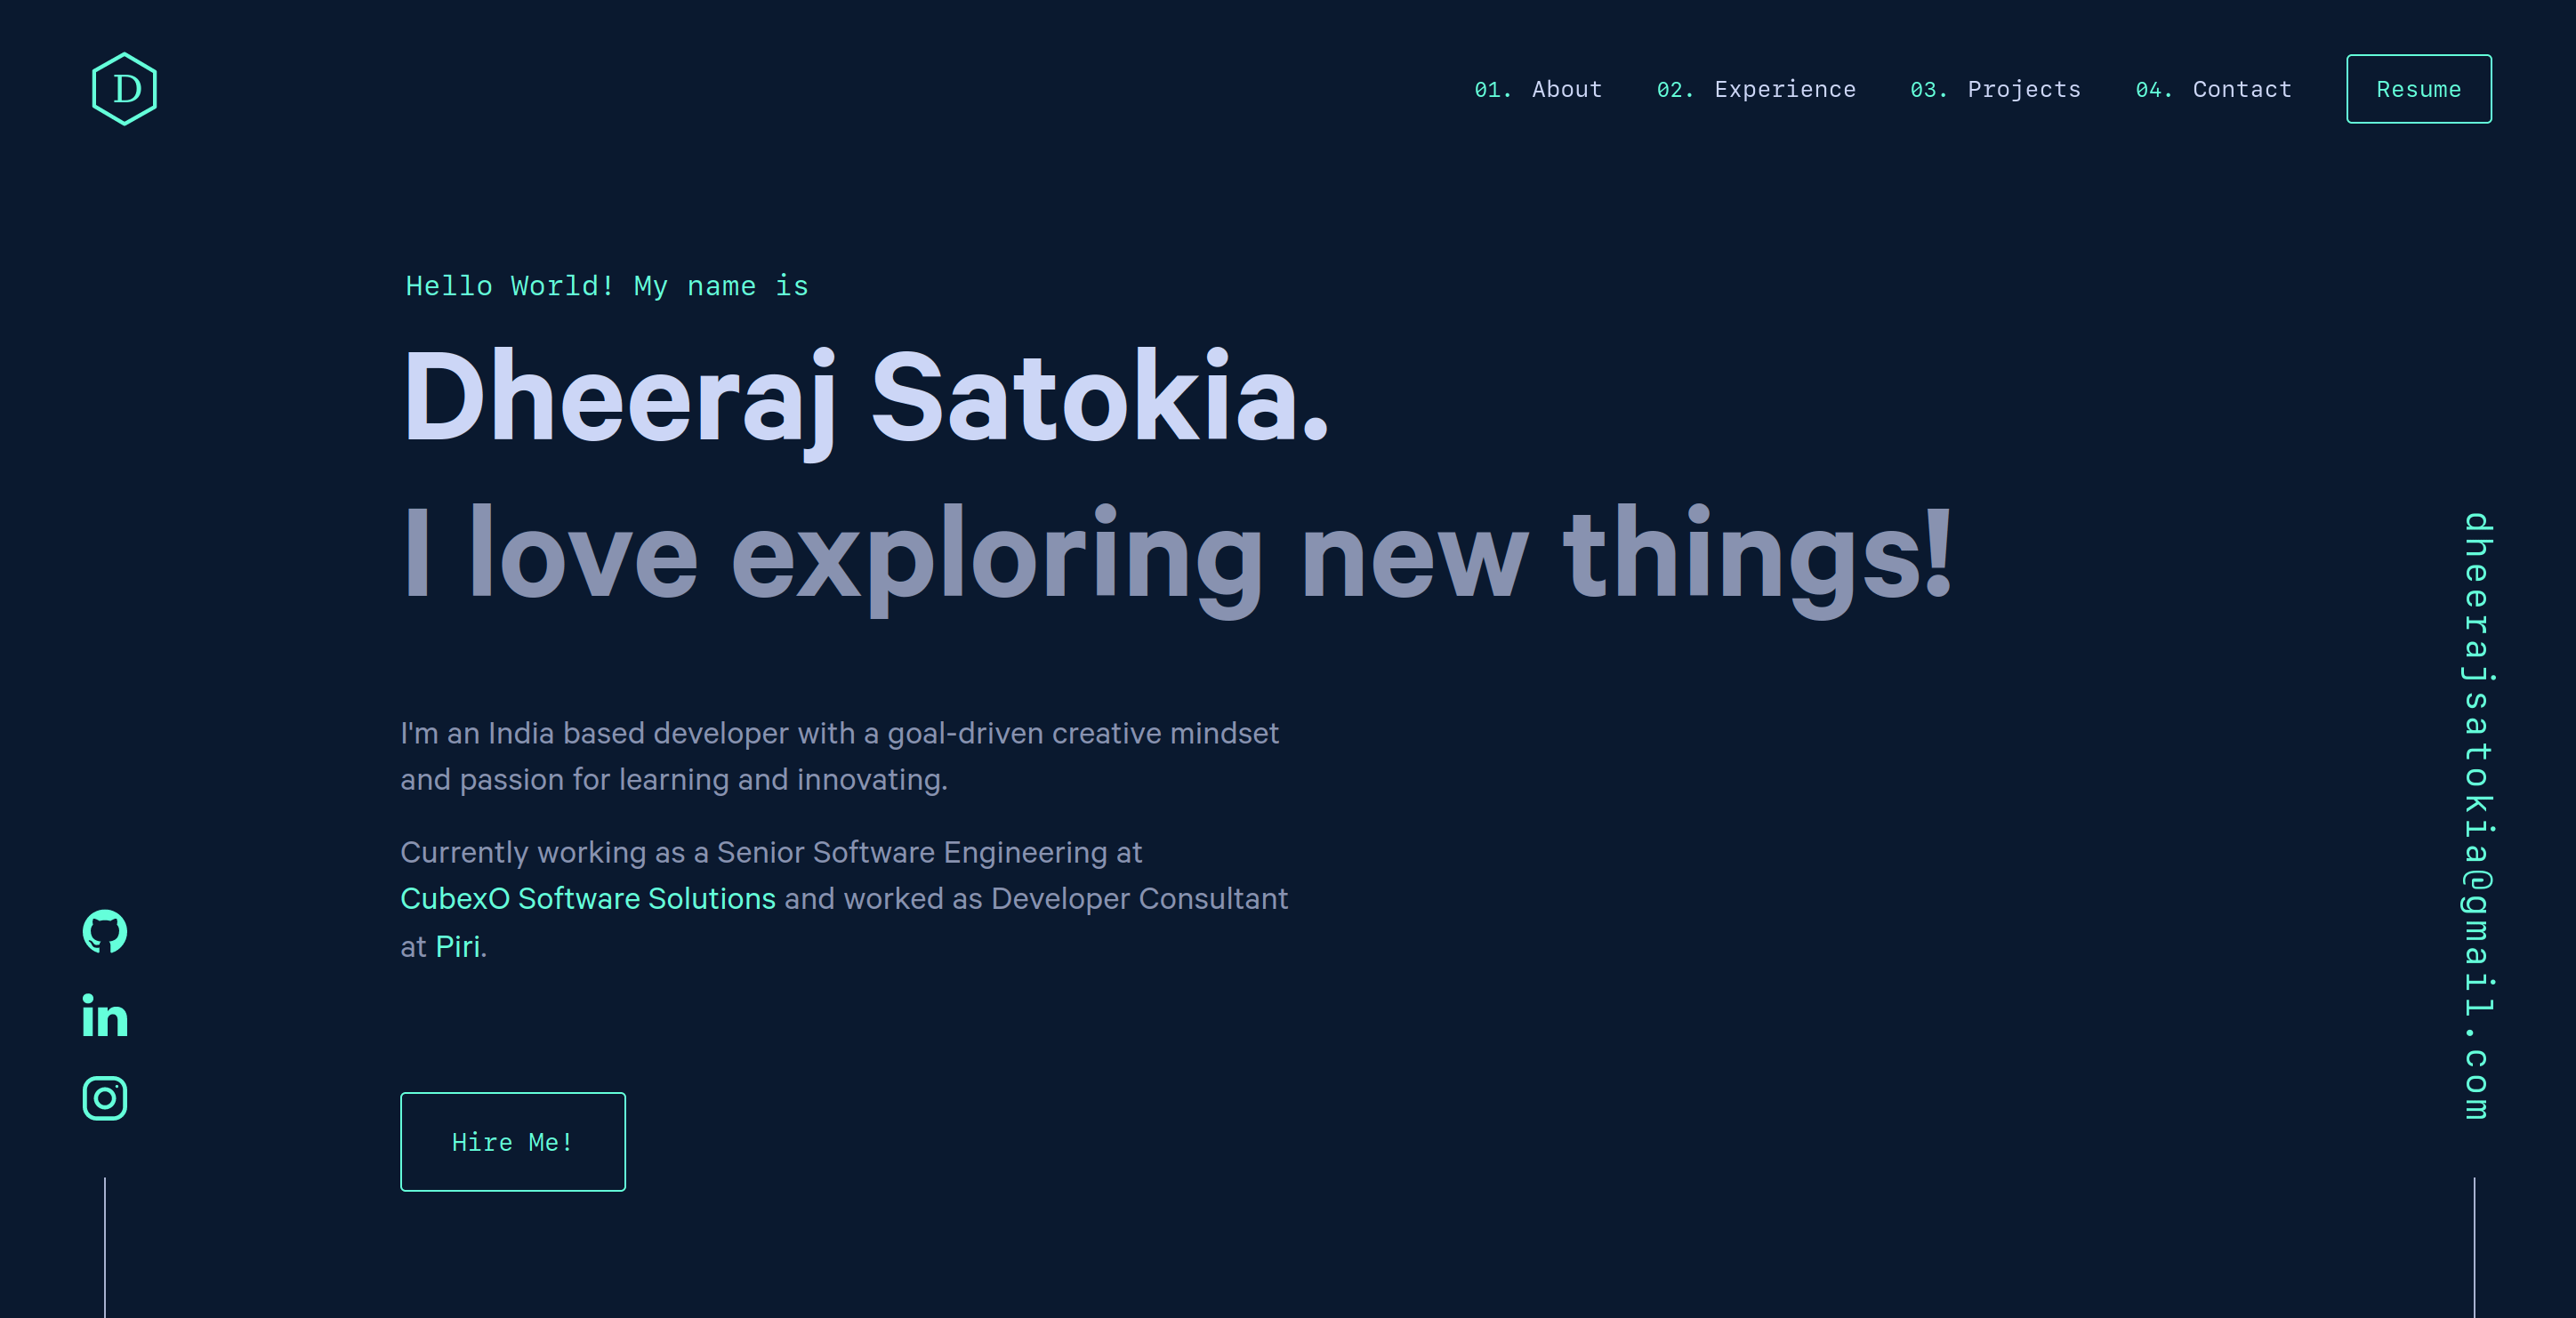 D
01. About 02. Experience 03. Projects 04. Contact Resume
Hello World! My name is
Dheeraj Satokia.
I love exploring new things!
I'm an India based developer with a goal-driven creative mindset
and passion for learning and innovating.
Currently working as a Senior Software Engineering at
CubexO Software Solutions and worked as Developer Consultant
at Piri.
Hire Me!
in
dheerajsatokia@gmail.com